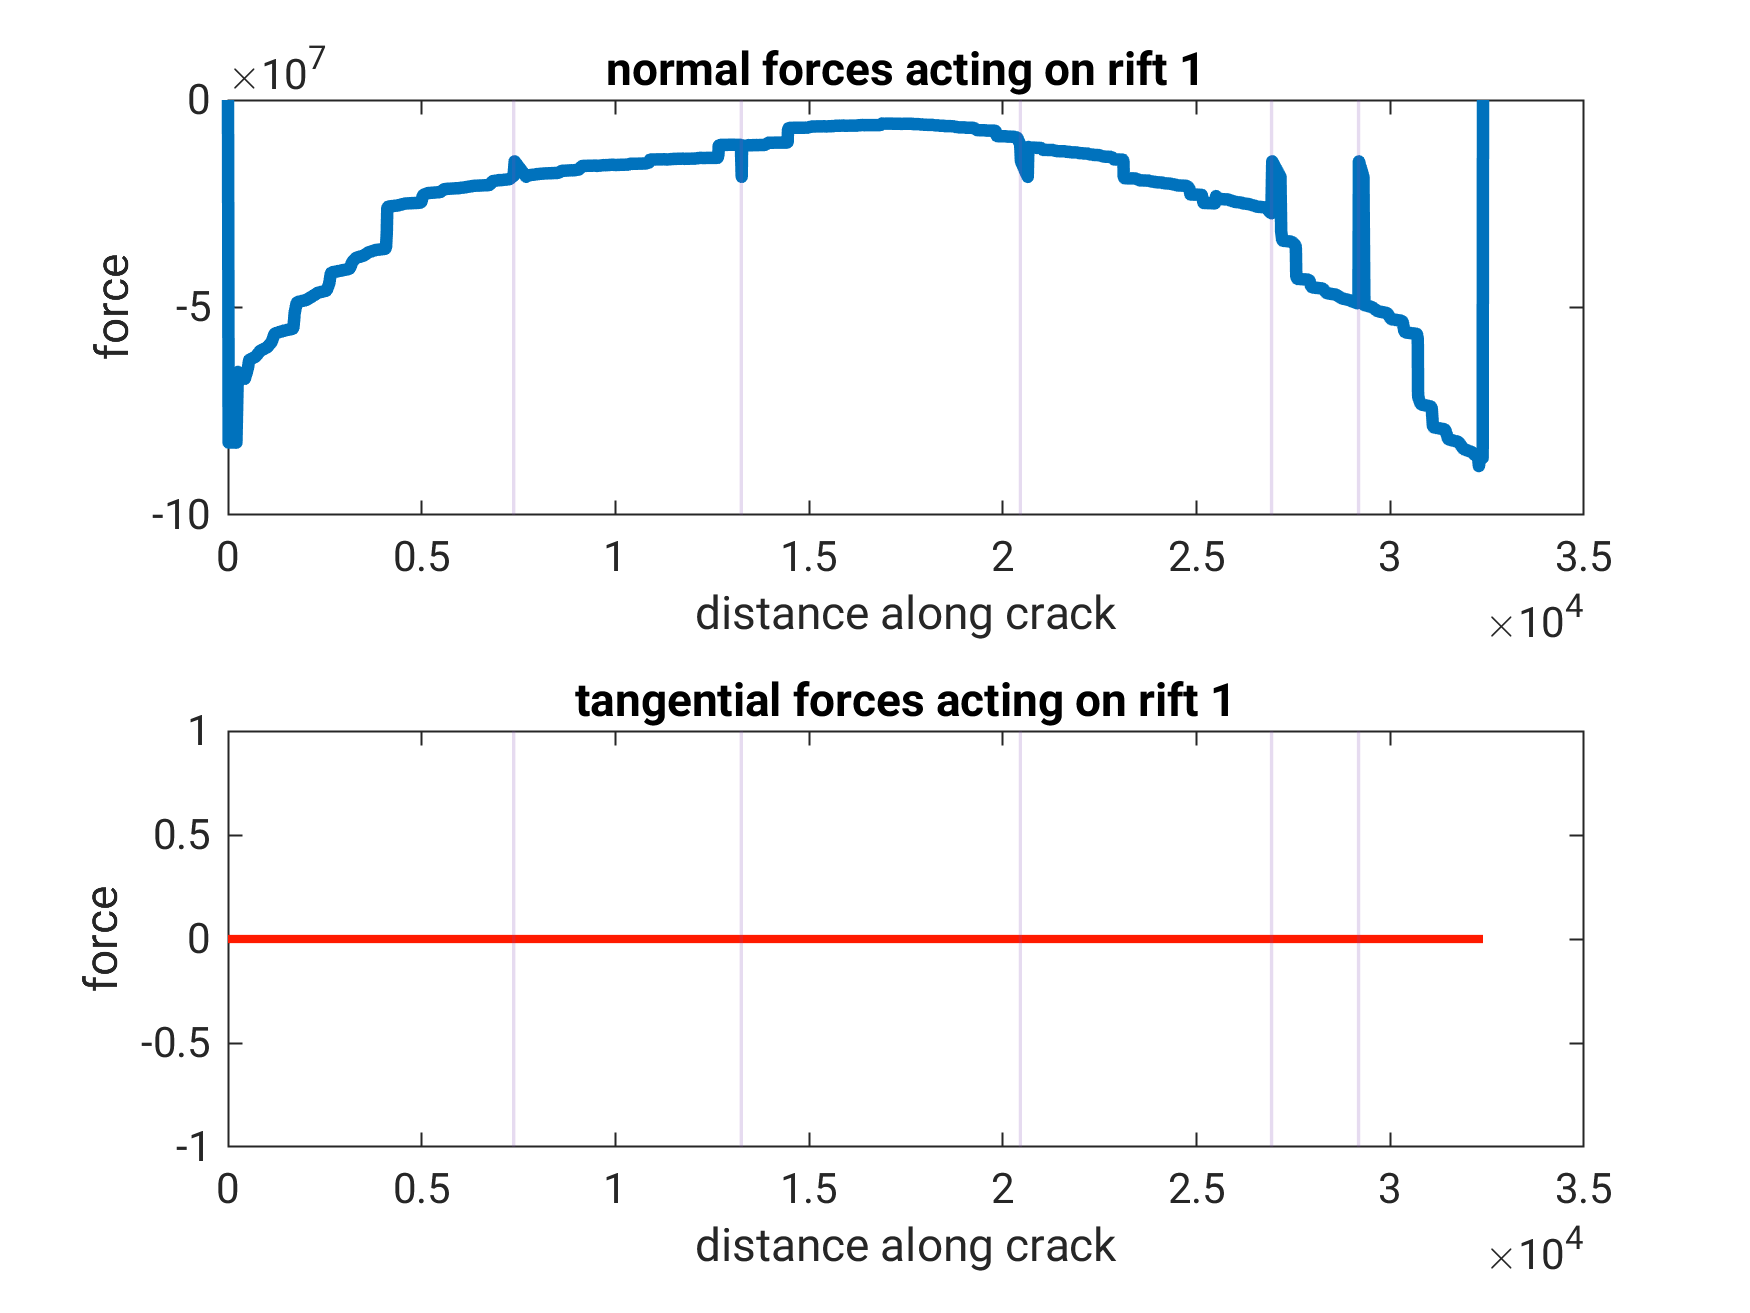 ×10^7
normal forces acting on rift 1
0
-5
-10
force
0 0.5 1 1.5 2 2.5 3 3.5
distance along crack
×10^4
tangential forces acting on rift 1
1
0.5
0
-0.5
-1
force
0 0.5 1 1.5 2 2.5 3 3.5
distance along crack
×10^4